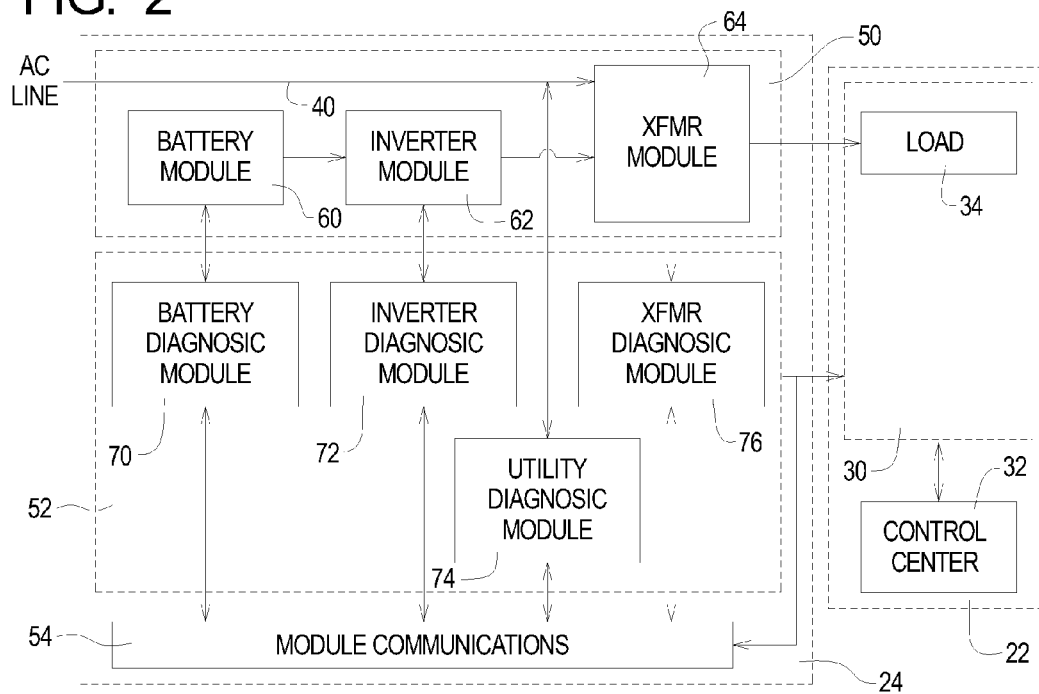 FIG. 2
64
50
AC
LINE
40
BATTERY
MODULE
INVERTER
MODULE
XFMR
MODULE
LOAD
60
62
34
BATTERY
DIAGNOSIC
MODULE
INVERTER
DIAGNOSIC
MODULE
XFMR
DIAGNOSIC
MODULE
70
72
76
30
32
52
UTILITY
DIAGNOSIC
MODULE
CONTROL
CENTER
74
54
MODULE COMMUNICATIONS
24
22